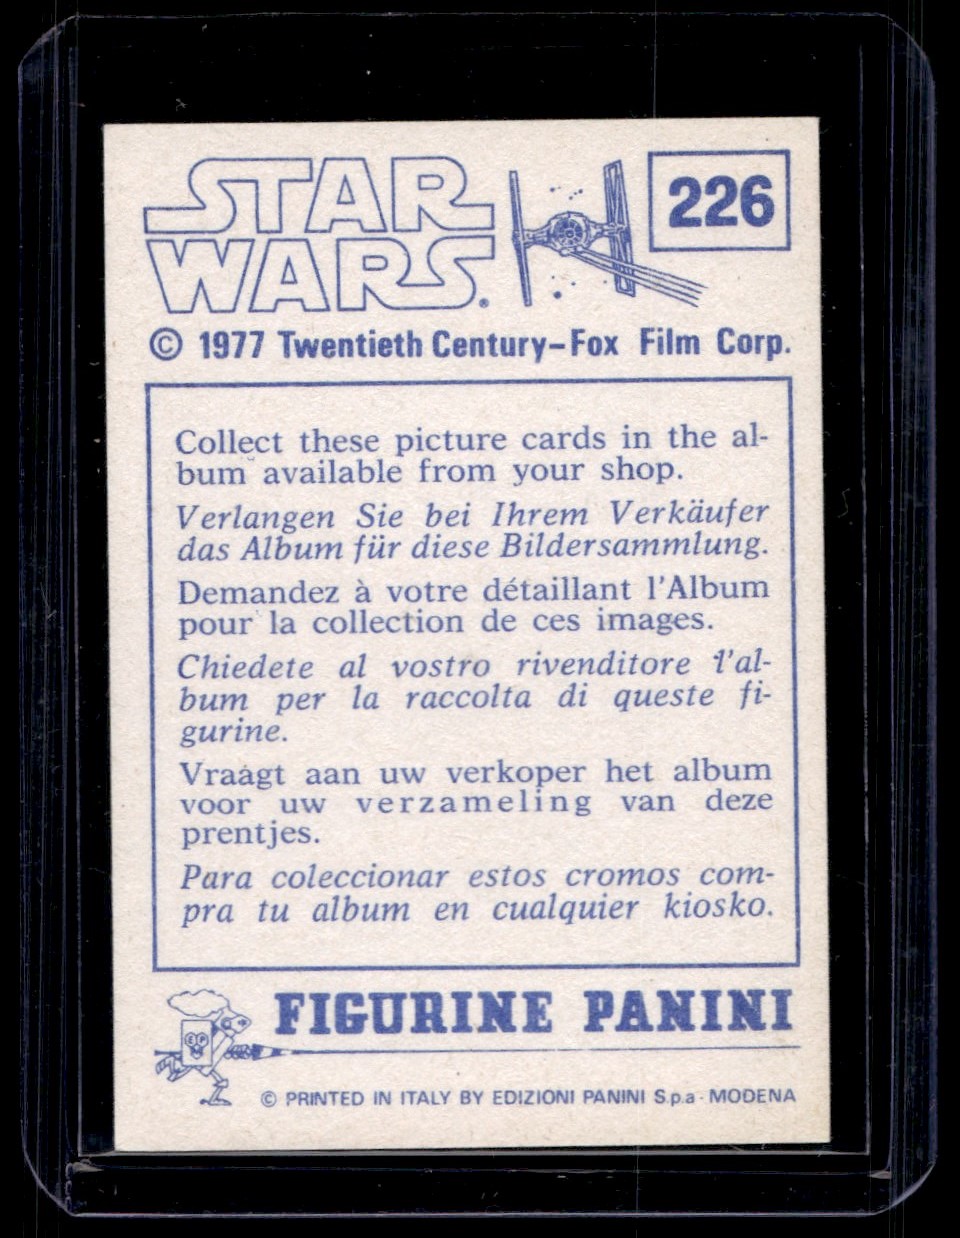 STAR
WARS.
226
© 1977 Twentieth Century-Fox Film Corp.
Collect these picture cards in the al-
bum available from your shop.
Verlangen Sie bei Ihrem Verkäufer
das Album für diese Bildersammlung.
Demandez à votre détaillant l'Album
pour la collection de ces images.
Chiedete al vostro rivenditore l'al-
bum per la raccolta di queste fi-
gurine.
Vraagt aan uw verkoper het album
voor uw verzameling van deze
prentjes.
Para coleccionar estos cromos com-
pra tu album en cualquier kiosko.
EP
FIGURINE PANINI
© PRINTED IN ITALY BY EDIZIONI PANINI S.p.a - MODENA